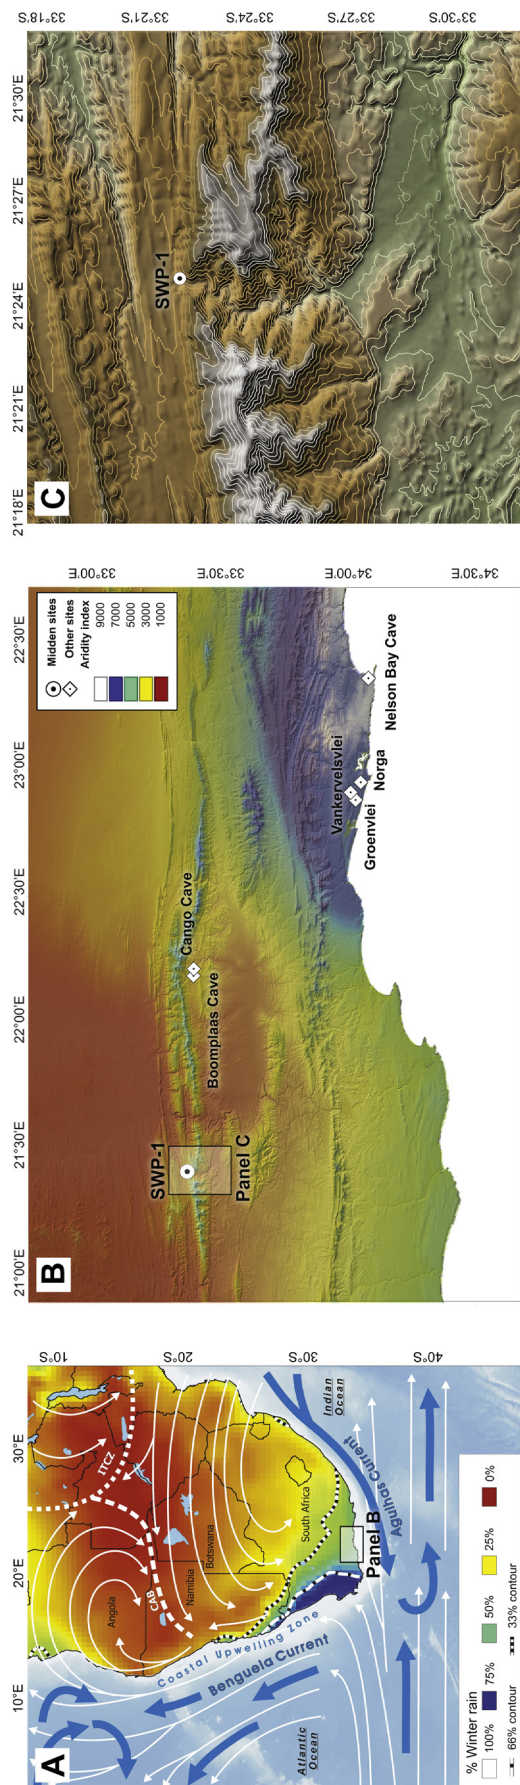 A
10°E
20°E
30°E
10°S
20°S
30°S
40°S
ITCZ
CAB
Angola
Namibia
Botswana
South Africa
Coastal Upwelling Zone
Benguela Current
Agulhas Current
Atlantic
Ocean
Indian
Ocean
Panel B
% Winter rain
100%
75%
50%
25%
0%
66% contour
33% contour
B
21°00'E
21°30'E
22°00'E
22°30'E
23°00'E
22°30'E
33°00'E
33°30'E
34°00'E
34°30'E
Midden sites
Other sites
Aridity index
9000
7000
5000
3000
1000
SWP-1
Panel C
Cango Cave
Boomplaas Cave
Vankervelsvlei
Groenvlei
Norga
Nelson Bay Cave
C
21°18'E
21°21'E
21°24'E
21°27'E
21°30'E
33°18'S
33°21'S
33°24'S
33°27'S
33°30'S
SWP-1